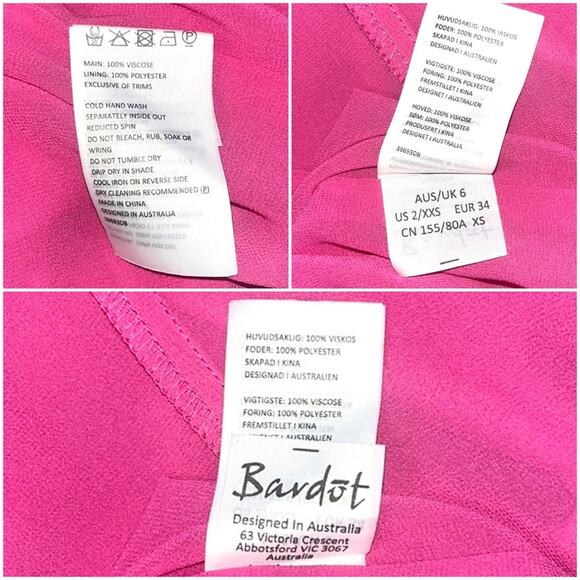 MAIN: 100% VISCOSE
LINING: 100% POLYESTER
EXCLUSIVE OF TRIMS
COLD HAND WASH
SEPARATELY INSIDE OUT
REDUCED SPIN
DO NOT BLEACH, RUB, SOAK OR
WRING
DO NOT TUMBLE DRY
DRIP DRY IN SHADE
COOL IRON ON REVERSE SIDE
DRY CLEANING RECOMMENDED Ⓟ
MADE IN CHINA
DESIGNED IN AUSTRALIA
39693DB
HUVUDSAKLIG: 100% VISKOS
FODER: 100% POLYESTER
SKAPAD I KINA
DESIGNAD I AUSTRALIEN
VIGTIGSTE: 100% VISCOSE
FORING: 100% POLYESTER
FREMSTILLET I KINA
DESIGNET I AUSTRALIEN
HOVED: 100% VISKOSE
SØM: 100% POLYESTER
PRODUSERT I KINA
DESIGNET I AUSTRALIEN
39693DB
AUS/UK 6
US 2/XXS EUR 34
CN 155/80A XS
HUVUDSAKLIG: 100% VISKOS
FODER: 100% POLYESTER
SKAPAD I KINA
DESIGNAD I AUSTRALIEN
VIGTIGSTE: 100% VISCOSE
FORING: 100% POLYESTER
FREMSTILLET I KINA
I AUSTRALIEN
Bardōt
Designed In Australia
63 Victoria Crescent
Abbotsford VIC 3067
Australia